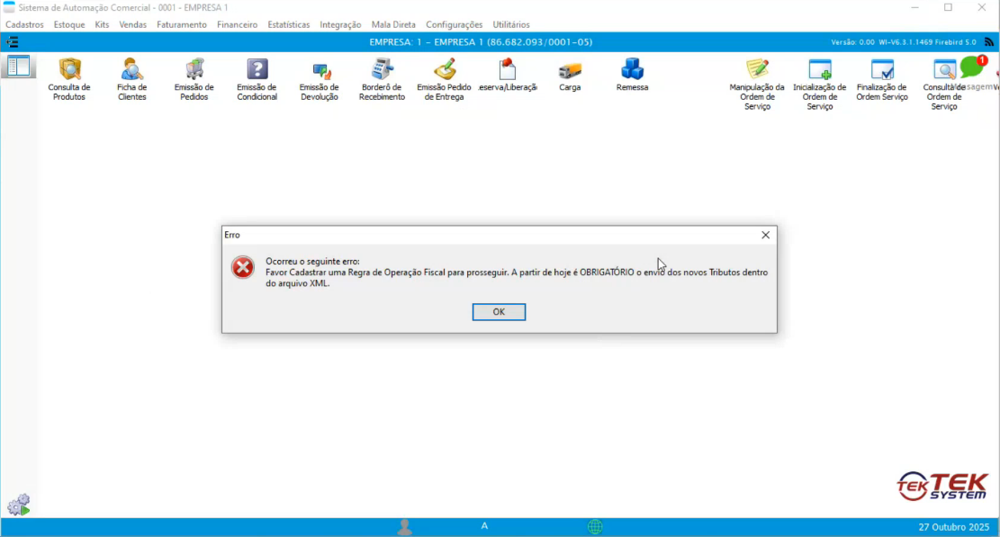 Sistema de Automação Comercial - 0001 - EMPRESA 1
Cadastros Estoque Kits Vendas Faturamento Financeiro Estatísticas Integração Mala Direta Configurações Utilitários
EMPRESA: 1 - EMPRESA 1 (86.682.093/0001-05)
Versão: 0.00 WI-V6.3.1.1469 Firebird 5.0
Consulta de
Produtos
Ficha de
Clientes
Emissão de
Pedidos
Emissão de
Condicional
Emissão de
Devolução
Borderô de
Recebimento
Emissão Pedido
de Entrega
eserva/Liberaçã
Carga
Remessa
Manipulação da
Ordem de
Serviço
Inicialização de
Ordem de
Serviço
Finalização de
Ordem Serviço
Consulta de
Ordem de
Serviço
1
Erro
Ocorreu o seguinte erro:
Favor Cadastrar uma Regra de Operação Fiscal para prosseguir. A partir de hoje é OBRIGATÓRIO o envio dos novos Tributos dentro
do arquivo XML.
OK
TEK TEK
SYSTEM
A
27 Outubro 2025